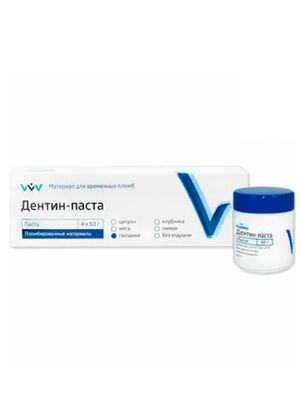 Материал для временных пломб
Дентин-паста
Паста 4 x 50 г
Пломбировочные материалы
цитрон
мята
гвоздика
клубника
лимон
без отдушки
Дентин-паста
Паста 50 г